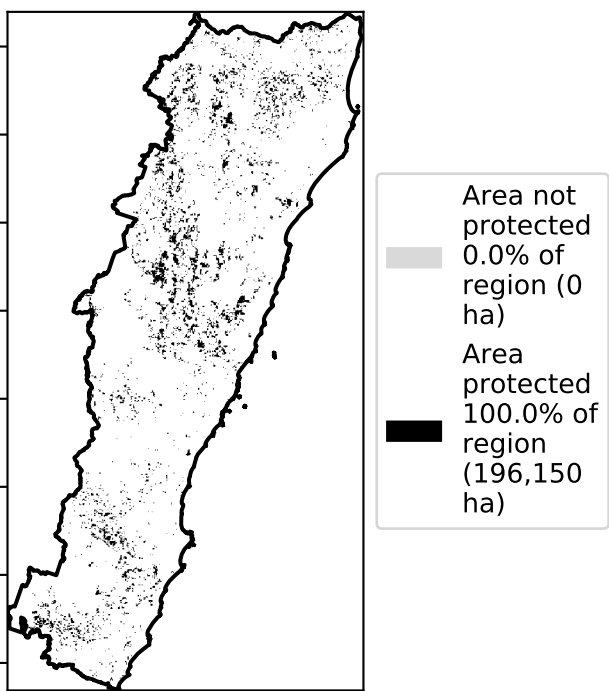 Area not
protected
0.0% of
region (0
ha)
Area
protected
100.0% of
region
(196,150
ha)